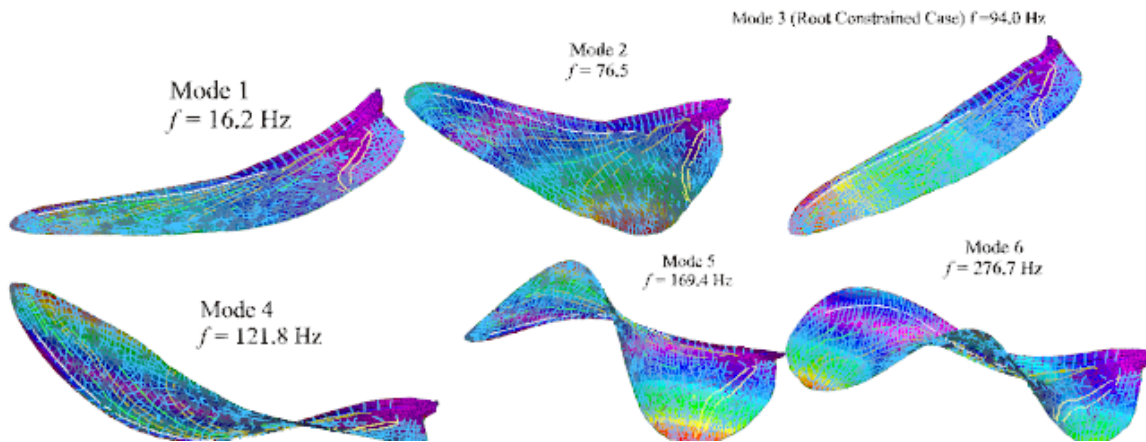 Mode 3 (Root Constrained Case) f =94.0 Hz
Mode 2
f = 76.5
Mode 1
f = 16.2 Hz
Mode 4
f = 121.8 Hz
Mode 5
f = 169.4 Hz
Mode 6
f = 276.7 Hz